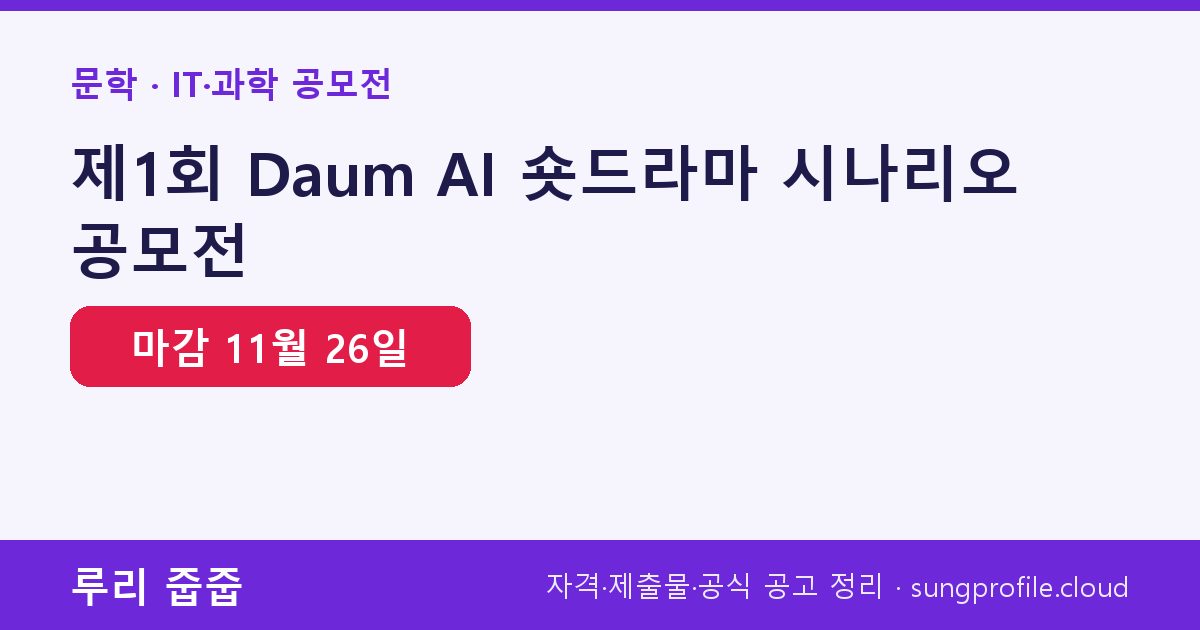 문학 · IT·과학 공모전
제1회 Daum AI 숏드라마 시나리오
공모전
마감 11월 26일
루리 줍줍
자격·제출물·공식 공고 정리 · sungprofile.cloud